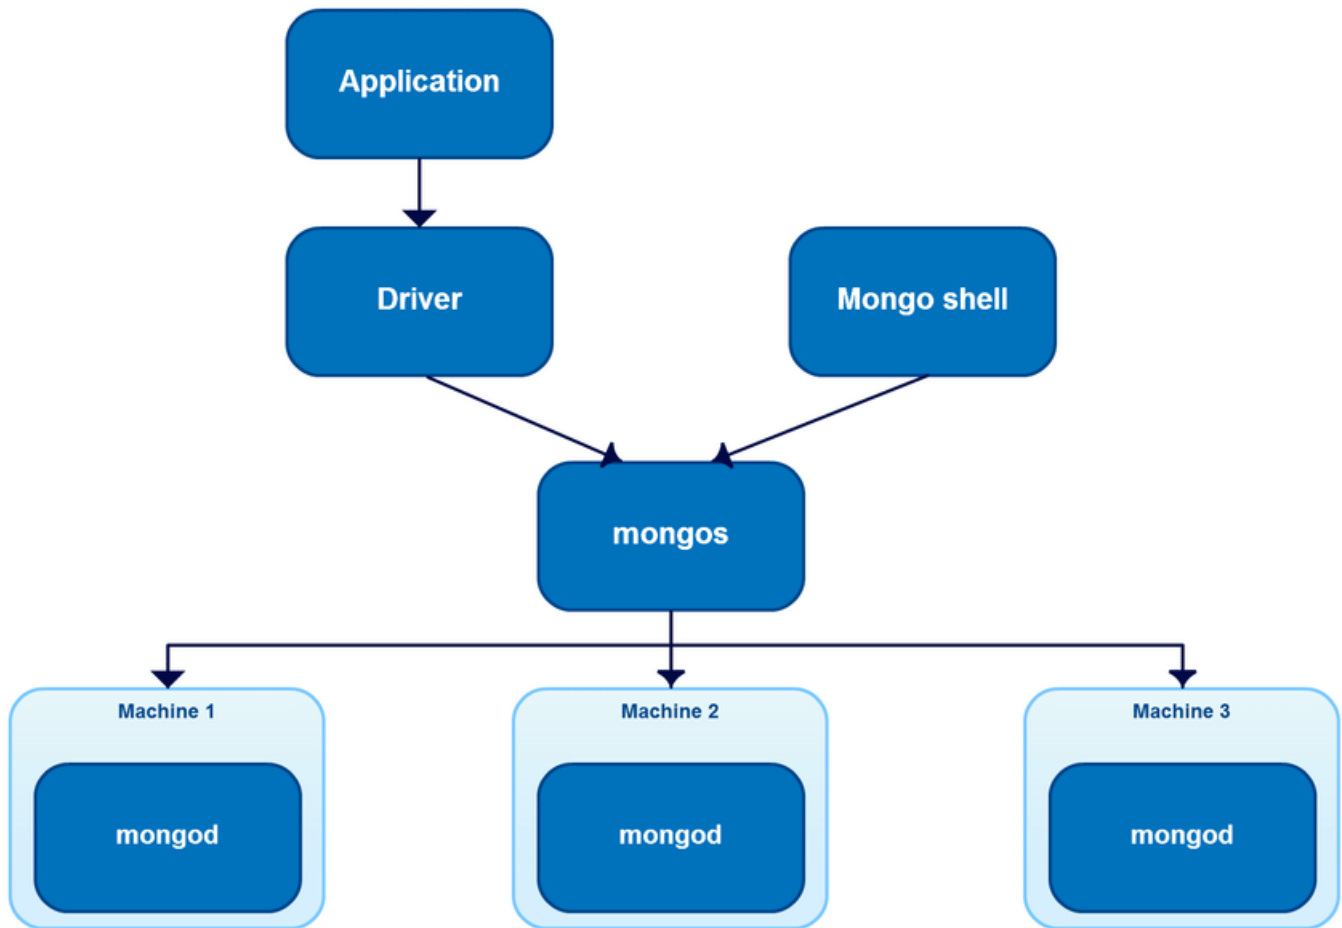 Application
Driver
Mongo shell
mongos
Machine 1
Machine 2
Machine 3
mongod
mongod
mongod